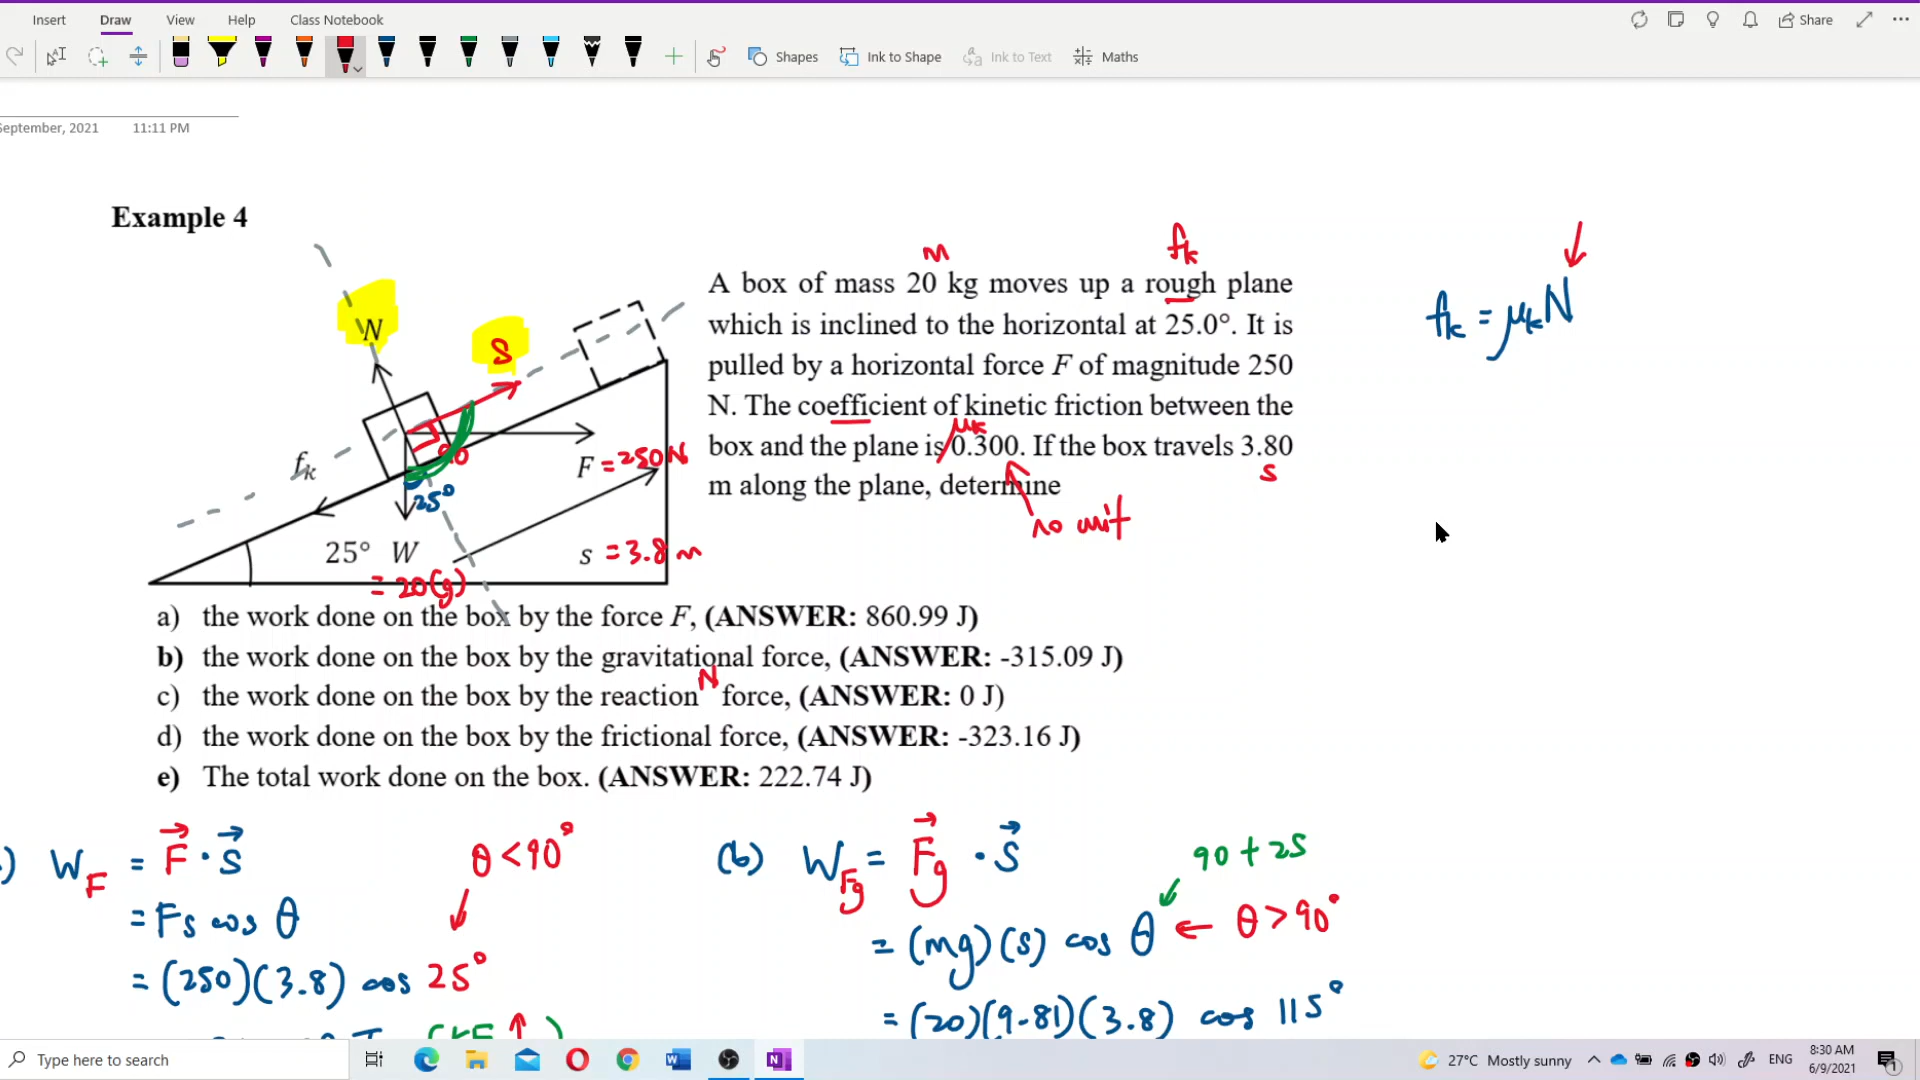 Insert Draw View Help Class Notebook Share
Shapes Ink to Shape Ink to Text Maths
September, 2021 11:11 PM
Example 4
A box of mass 20 kg moves up a rough plane
which is inclined to the horizontal at 25.0°. It is
pulled by a horizontal force F of magnitude 250
N. The coefficient of kinetic friction between the
box and the plane is 0.300. If the box travels 3.80
m along the plane, determine
m
fk
μk
s
no unit
fk = μkN
N
S
fk
90
F = 250 N
25°
25° W
= 20(g)
s = 3.8 m
a) the work done on the box by the force F, (ANSWER: 860.99 J)
b) the work done on the box by the gravitational force, (ANSWER: -315.09 J)
N
c) the work done on the box by the reaction force, (ANSWER: 0 J)
d) the work done on the box by the frictional force, (ANSWER: -323.16 J)
e) The total work done on the box. (ANSWER: 222.74 J)
) WF = F · S
θ < 90°
= Fs cos θ
= (250)(3.8) cos 25°
(b) WFg = Fg · S
90 + 25
= (mg)(s) cos θ ← θ > 90°
= (20)(9.81)(3.8) cos 115°
Type here to search
27°C Mostly sunny ENG 8:30 AM
6/9/2021